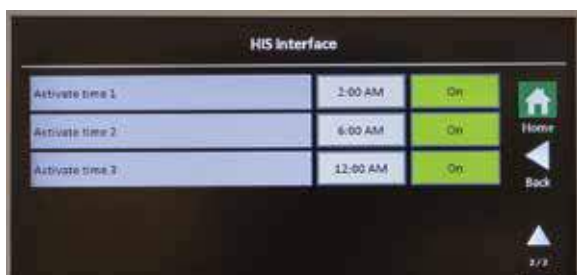 HIS Interface
Activate time 1 2:00 AM On
Activate time 2 6:00 AM On
Activate time 3 12:00 AM On
Home
Back
2/2